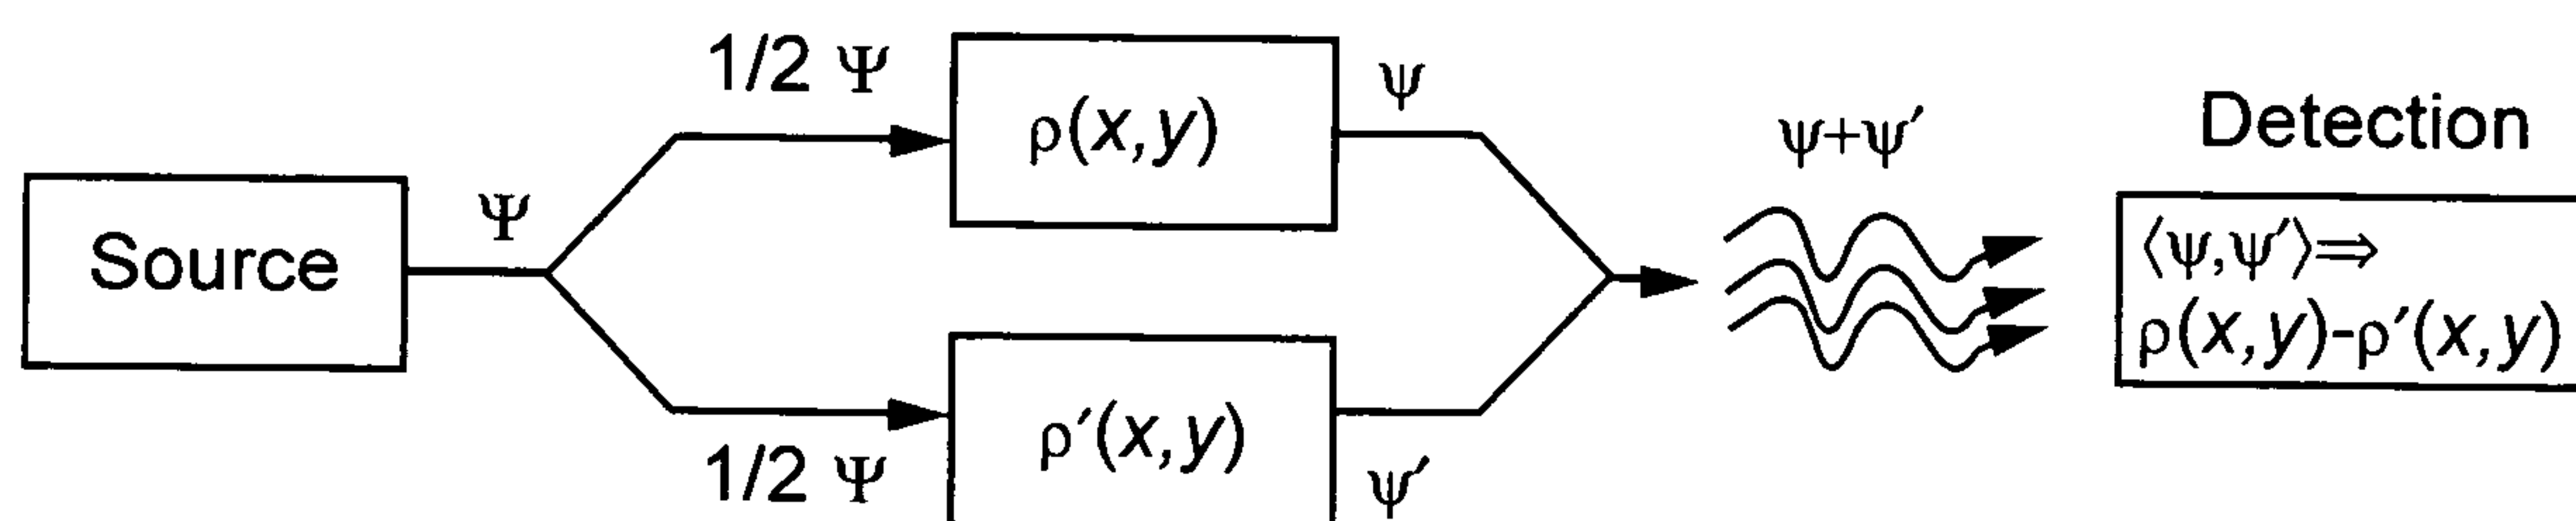 Source
Ψ
1/2 Ψ
ρ(x,y)
ψ
1/2 Ψ
ρ′(x,y)
ψ′
ψ+ψ′
Detection
⟨ψ,ψ′⟩⇒
ρ(x,y)-ρ′(x,y)